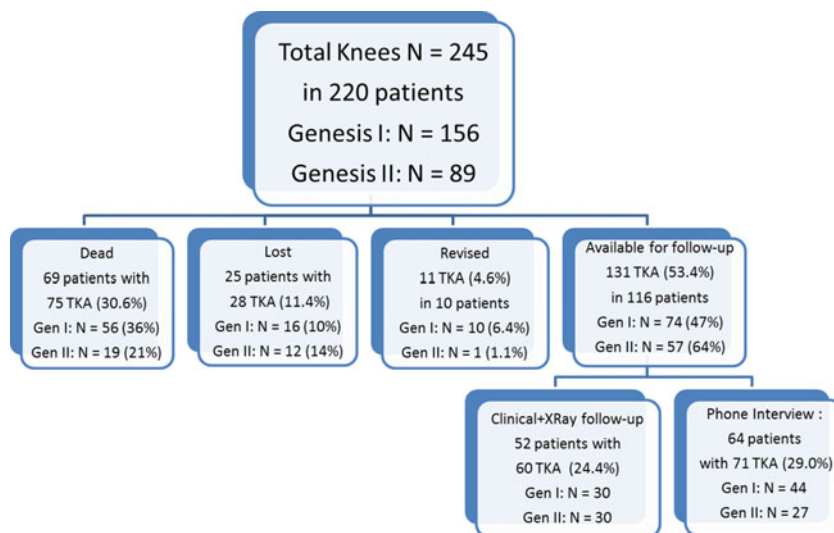 Total Knees N = 245
in 220 patients
Genesis I: N = 156
Genesis II: N = 89
Dead
69 patients with
75 TKA (30.6%)
Gen I: N = 56 (36%)
Gen II: N = 19 (21%)
Lost
25 patients with
28 TKA (11.4%)
Gen I: N = 16 (10%)
Gen II: N = 12 (14%)
Revised
11 TKA (4.6%)
in 10 patients
Gen I: N = 10 (6.4%)
Gen II: N = 1 (1.1%)
Available for follow-up
131 TKA (53.4%)
in 116 patients
Gen I: N = 74 (47%)
Gen II: N = 57 (64%)
Clinical+XRay follow-up
52 patients with
60 TKA (24.4%)
Gen I: N = 30
Gen II: N = 30
Phone Interview :
64 patients
with 71 TKA (29.0%)
Gen I: N = 44
Gen II: N = 27